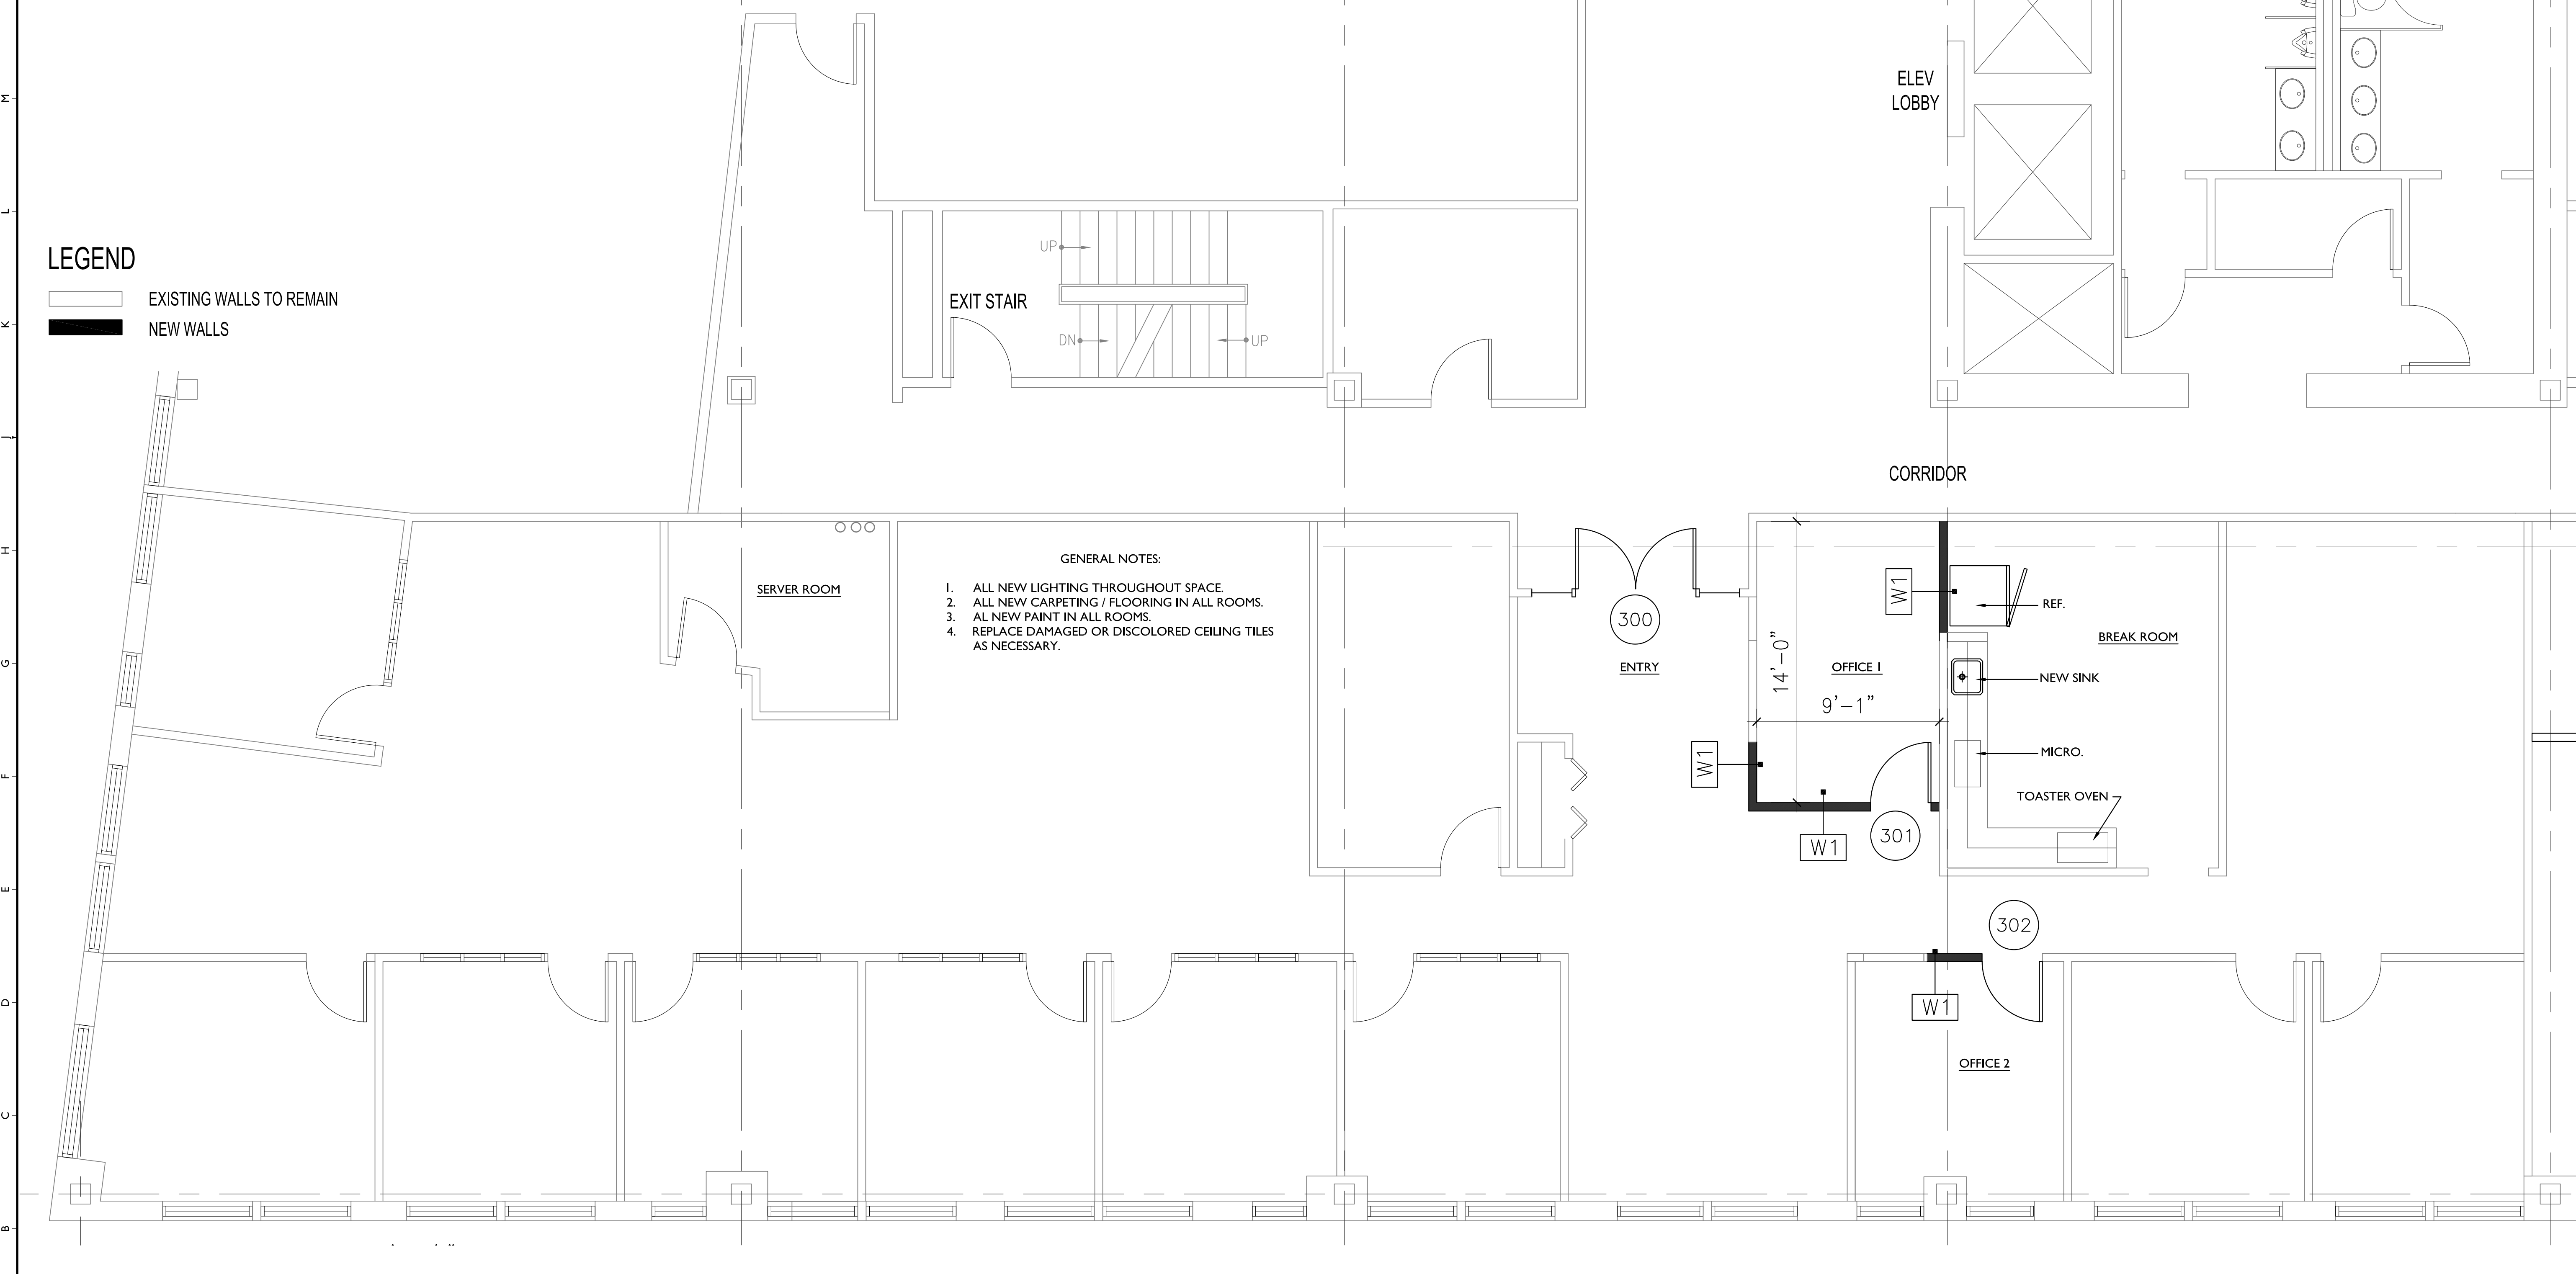 ELEV
LOBBY
M
L
K
J
H
G
F
E
D
C
B
LEGEND
EXISTING WALLS TO REMAIN
NEW WALLS
UP
EXIT STAIR
DN
UP
CORRIDOR
SERVER ROOM
GENERAL NOTES:
1. ALL NEW LIGHTING THROUGHOUT SPACE.
2. ALL NEW CARPETING / FLOORING IN ALL ROOMS.
3. AL NEW PAINT IN ALL ROOMS.
4. REPLACE DAMAGED OR DISCOLORED CEILING TILES
AS NECESSARY.
300
ENTRY
W1
14'-0"
OFFICE 1
9'-1"
REF.
BREAK ROOM
NEW SINK
MICRO.
TOASTER OVEN
W1
W1
301
302
W1
OFFICE 2